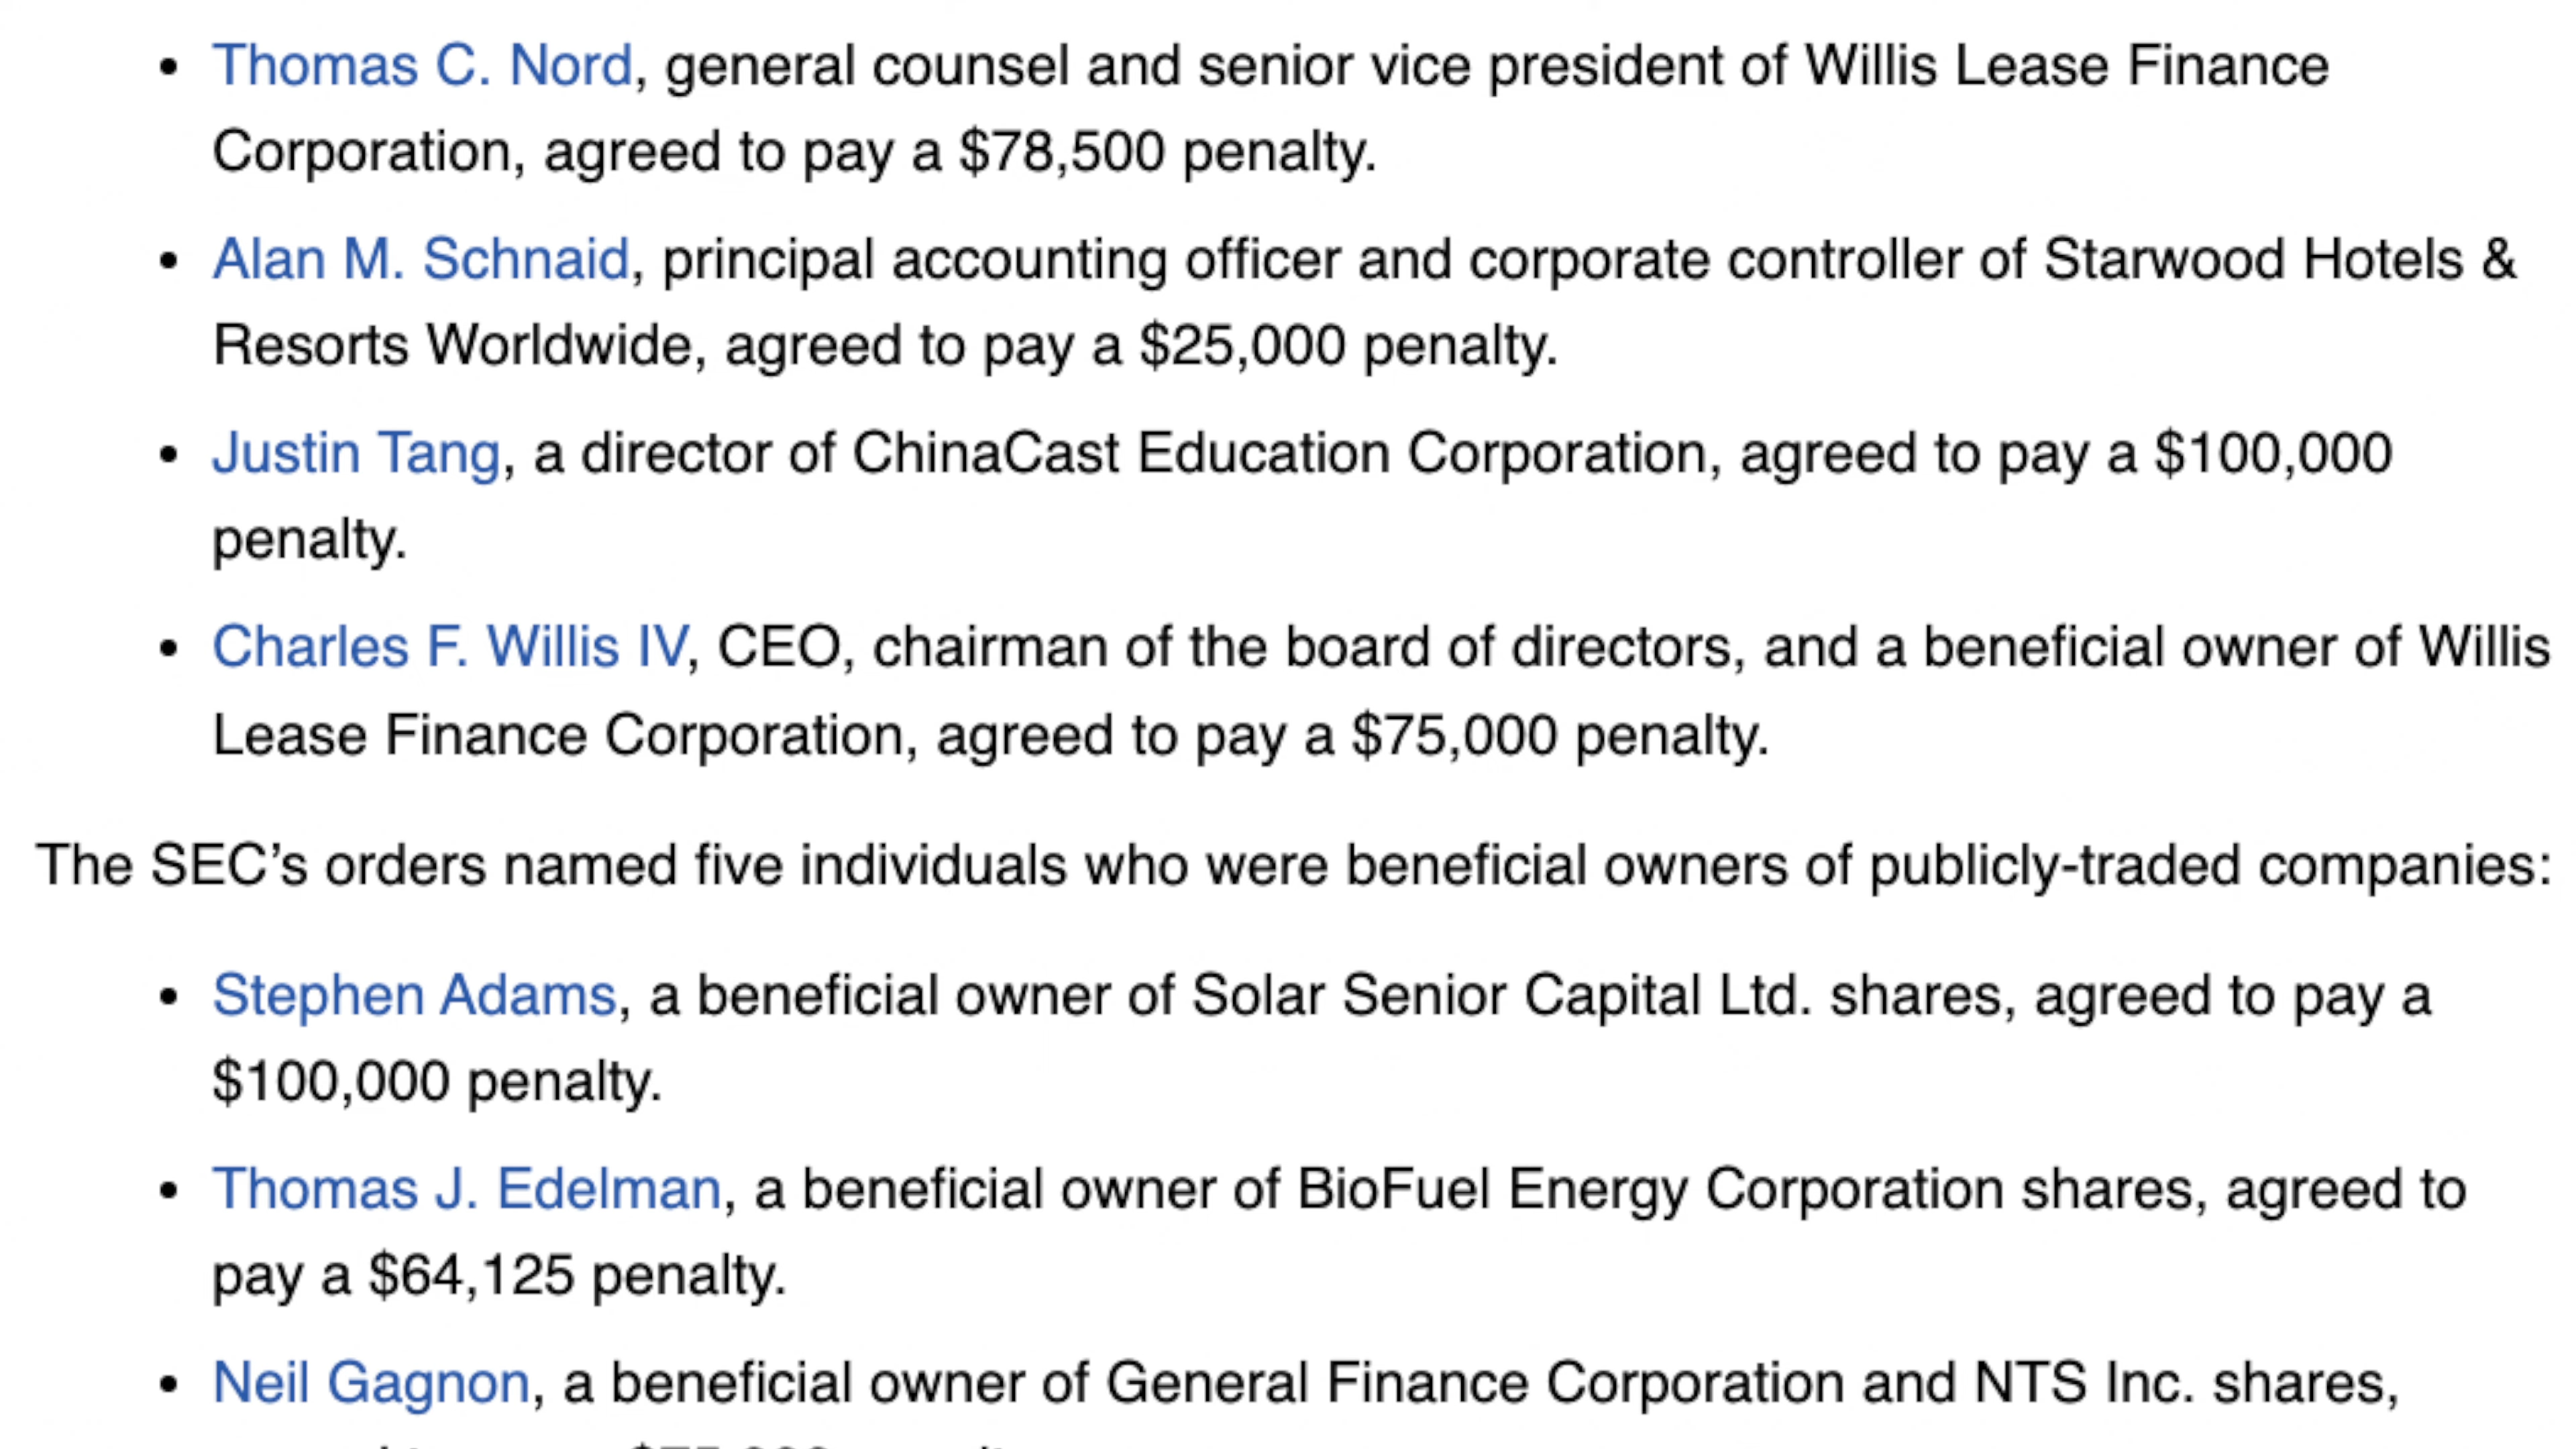 • Thomas C. Nord, general counsel and senior vice president of Willis Lease Finance
Corporation, agreed to pay a $78,500 penalty.
• Alan M. Schnaid, principal accounting officer and corporate controller of Starwood Hotels &
Resorts Worldwide, agreed to pay a $25,000 penalty.
• Justin Tang, a director of ChinaCast Education Corporation, agreed to pay a $100,000
penalty.
• Charles F. Willis IV, CEO, chairman of the board of directors, and a beneficial owner of Willis
Lease Finance Corporation, agreed to pay a $75,000 penalty.
The SEC’s orders named five individuals who were beneficial owners of publicly-traded companies:
• Stephen Adams, a beneficial owner of Solar Senior Capital Ltd. shares, agreed to pay a
$100,000 penalty.
• Thomas J. Edelman, a beneficial owner of BioFuel Energy Corporation shares, agreed to
pay a $64,125 penalty.
• Neil Gagnon, a beneficial owner of General Finance Corporation and NTS Inc. shares,